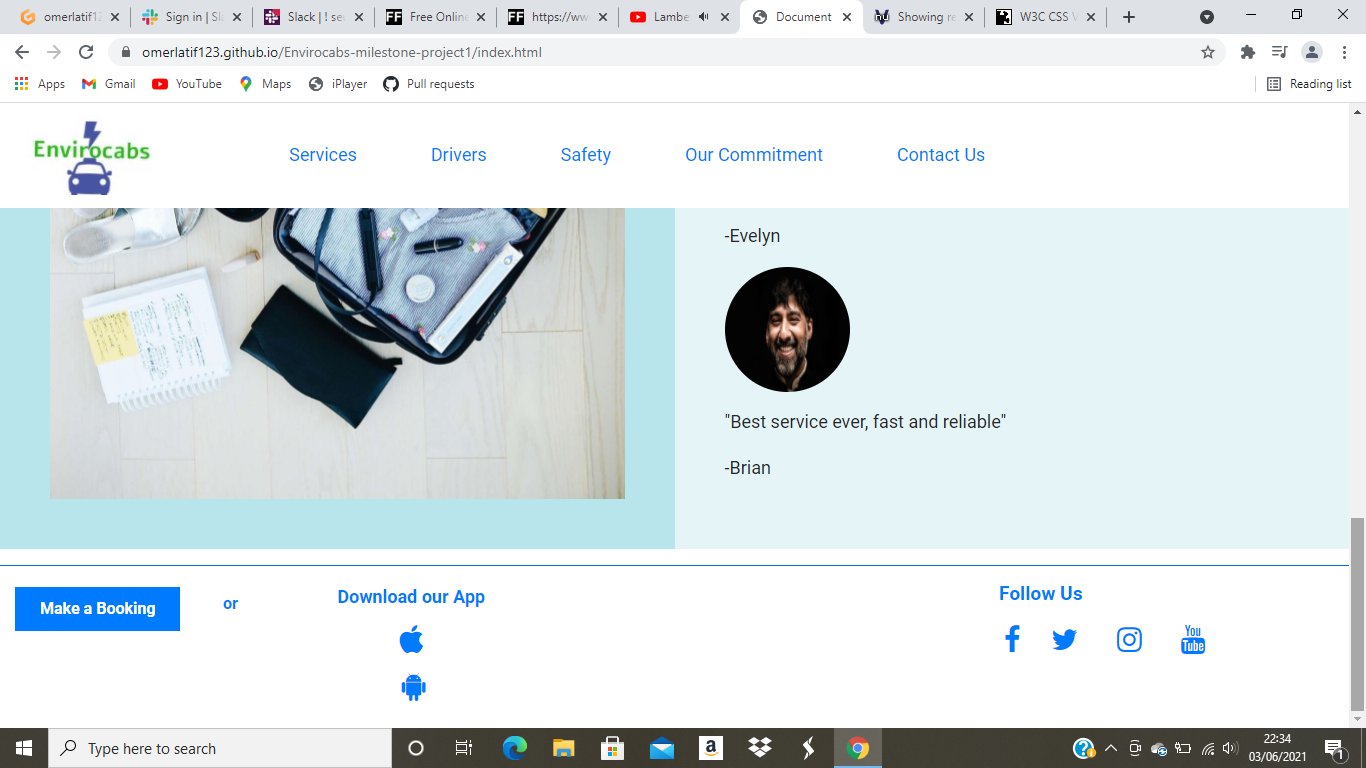 omerlatif12
Sign in | Sl
Slack | ! se
Free Online
https://ww
Lambe
Document
Showing re
W3C CSS V
omerlatif123.github.io/Envirocabs-milestone-project1/index.html
Apps
Gmail
YouTube
Maps
iPlayer
Pull requests
Reading list
Envirocabs
Services
Drivers
Safety
Our Commitment
Contact Us
-Evelyn
"Best service ever, fast and reliable"
-Brian
Make a Booking
or
Download our App
Follow Us
You
Tube
Type here to search
22:34
03/06/2021
1